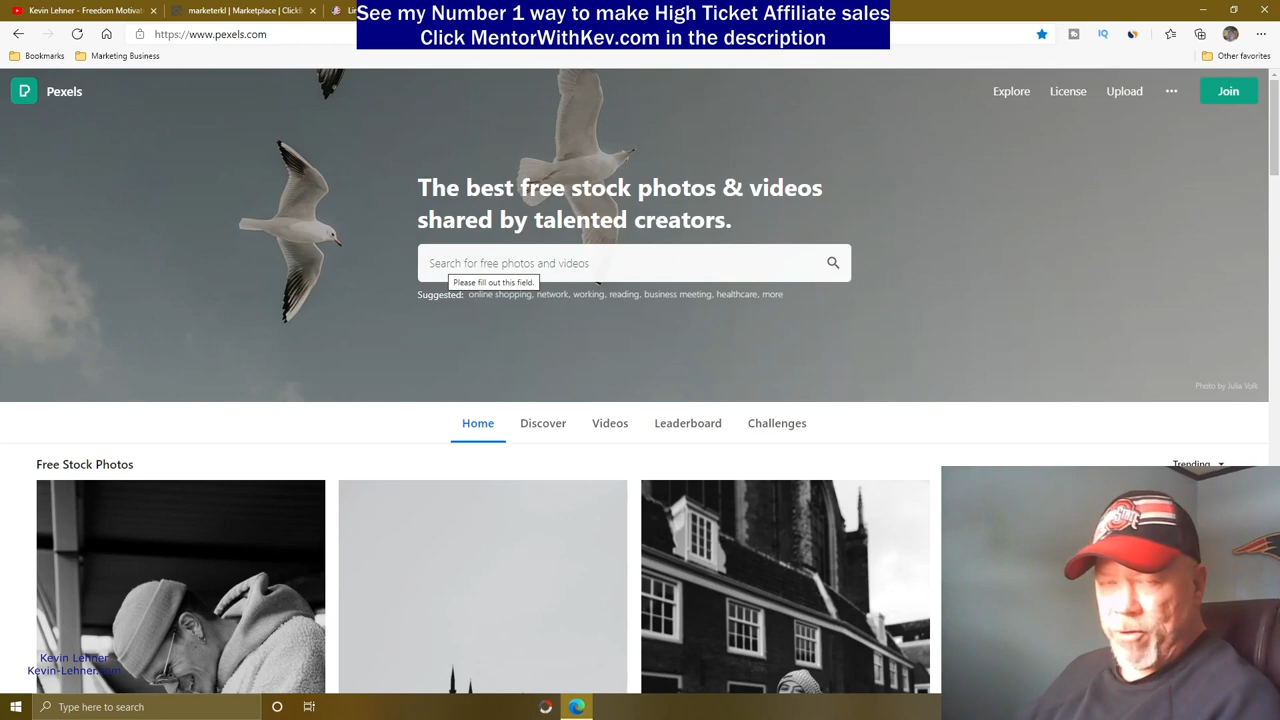 Kevin Lehner - Freedom Motivat
marketerkl | Marketplace | ClickB
See my Number 1 way to make High Ticket Affiliate sales
Click MentorWithKev.com in the description
https://www.pexels.com
Bookmarks
Marketing Business
Other favorites
Pexels
Explore
License
Upload
Join
The best free stock photos & videos
shared by talented creators.
Search for free photos and videos
Please fill out this field.
Suggested: online shopping, network, working, reading, business meeting, healthcare, more
Photo by Julia Volk
Home
Discover
Videos
Leaderboard
Challenges
Free Stock Photos
Trending
OHIO STATE
Kevin Lehner
Kevin-Lehner.com
Type here to search